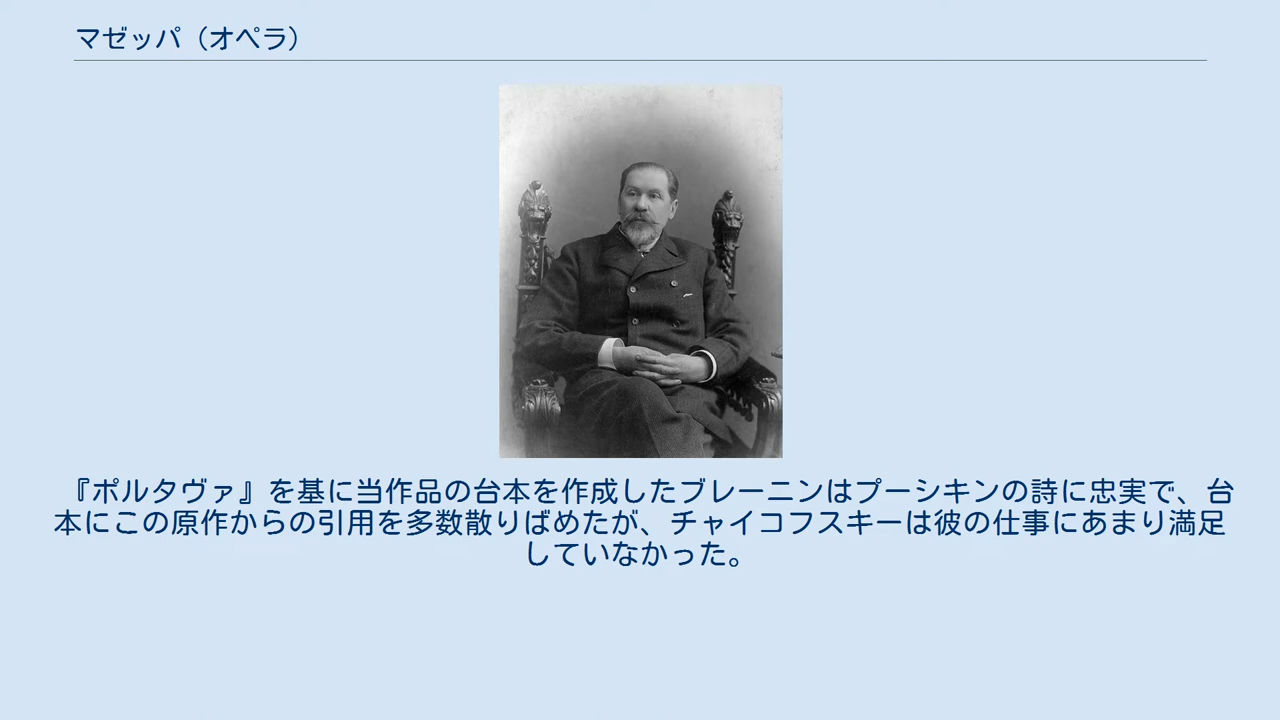 マゼッパ（オペラ）
『ポルタヴァ』を基に当作品の台本を作成したブレーニンはプーシキンの詩に忠実で、台
本にこの原作からの引用を多数散りばめたが、チャイコフスキーは彼の仕事にあまり満足
していなかった。